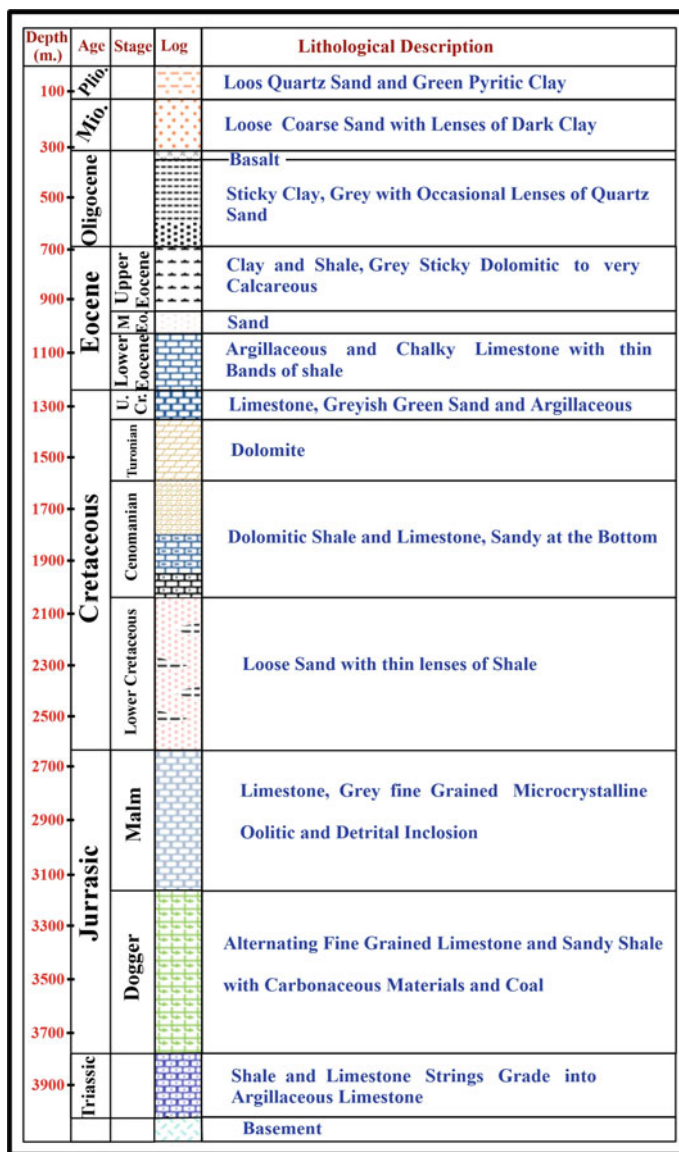 Depth (m.) Age Stage Log Lithological Description
Plio.
100
Loos Quartz Sand and Green Pyritic Clay
Mio.
Loose Coarse Sand with Lenses of Dark Clay
300
Oligocene
Basalt
500
Sticky Clay, Grey with Occasional Lenses of Quartz
Sand
700
Eocene
Upper
Eocene
Clay and Shale, Grey Sticky Dolomitic to very
Calcareous
900
M
Eo.
Sand
1100
Lower
Eocene
Argillaceous and Chalky Limestone with thin
Bands of shale
Cretaceous
1300
U.
Cr.
Limestone, Greyish Green Sand and Argillaceous
1500
Turonian
Dolomite
1700
Cenomanian
Dolomitic Shale and Limestone, Sandy at the Bottom
1900
2100
Lower Cretaceous
Loose Sand with thin lenses of Shale
2300
2500
Jurrasic
2700
Malm
Limestone, Grey fine Grained Microcrystalline
Oolitic and Detrital Inclosion
2900
3100
3300
Dogger
Alternating Fine Grained Limestone and Sandy Shale
with Carbonaceous Materials and Coal
3500
3700
Triassic
3900
Shale and Limestone Strings Grade into
Argillaceous Limestone
Basement